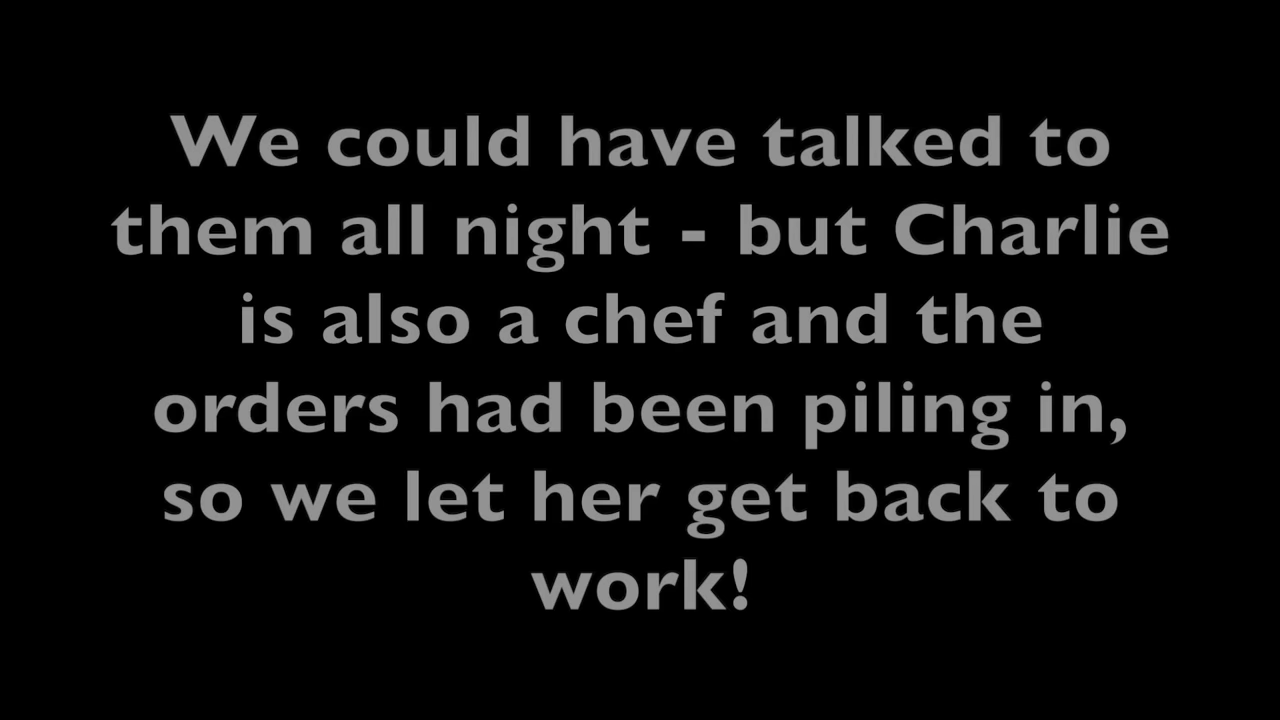 We could have talked to
them all night - but Charlie
is also a chef and the
orders had been piling in,
so we let her get back to
work!